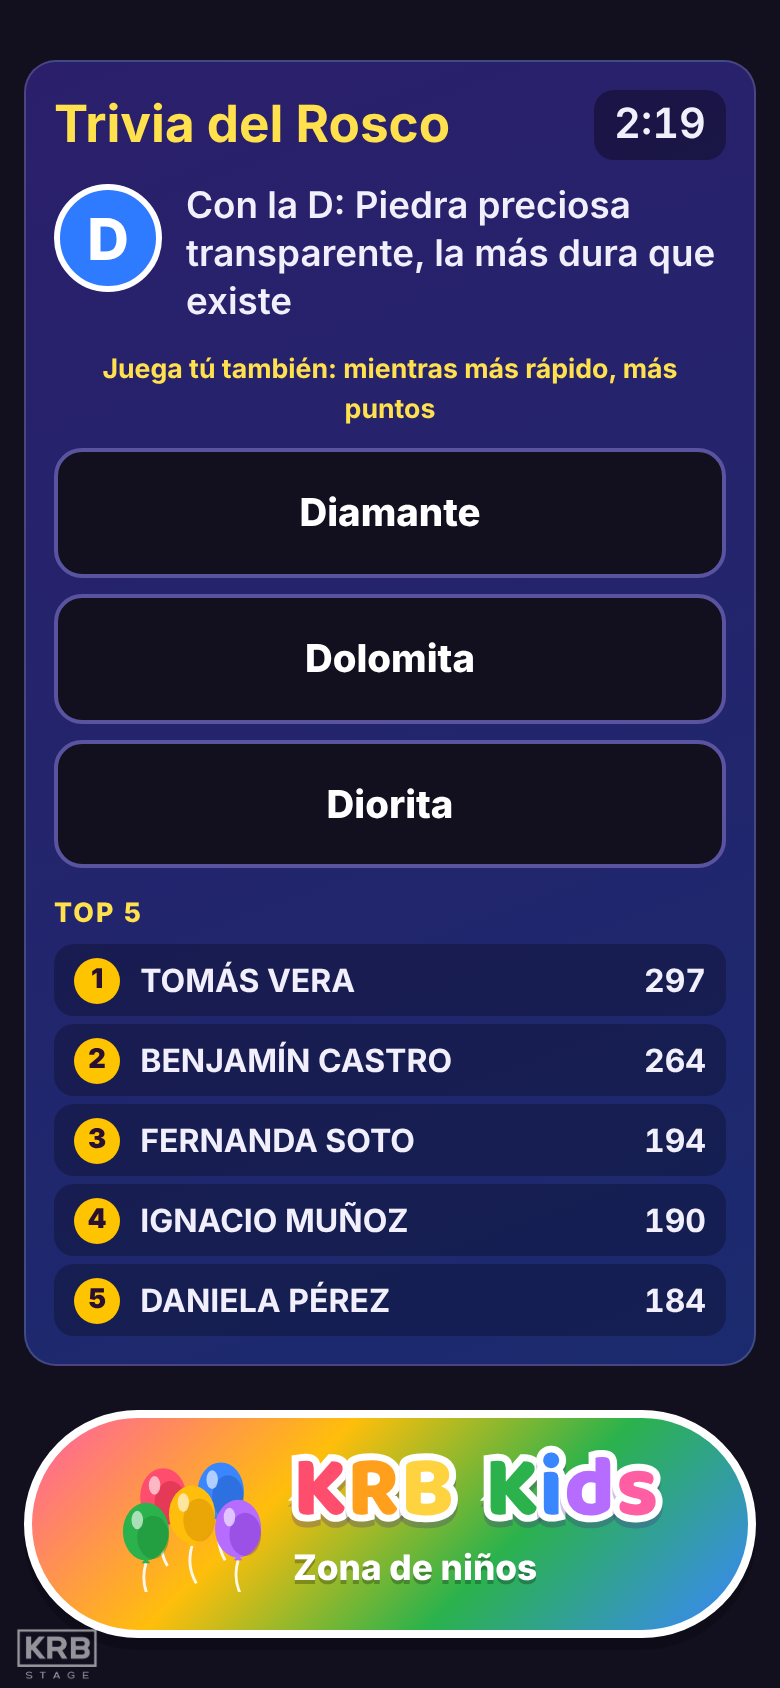 Trivia del Rosco
2:19
D
Con la D: Piedra preciosa
transparente, la más dura que
existe
Juega tú también: mientras más rápido, más
puntos
Diamante
Dolomita
Diorita
TOP 5
1 TOMÁS VERA 297
2 BENJAMÍN CASTRO 264
3 FERNANDA SOTO 194
4 IGNACIO MUÑOZ 190
5 DANIELA PÉREZ 184
KRB Kids
Zona de niños
KRB
STAGE